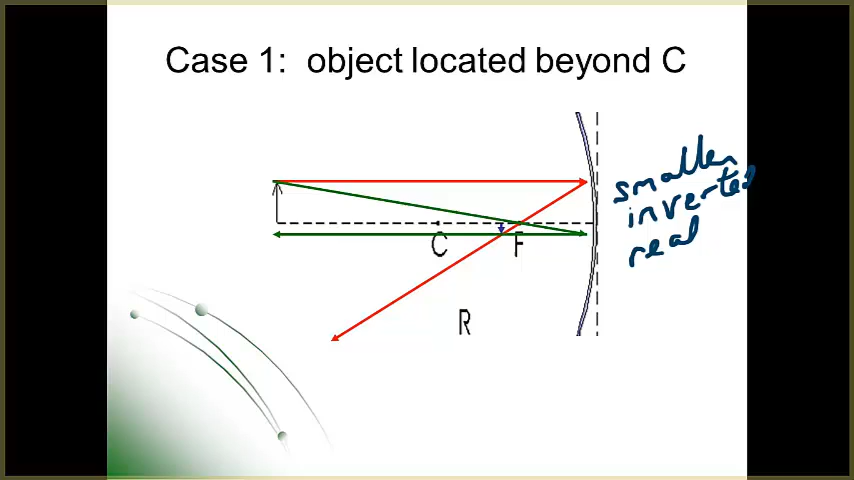 Case 1: object located beyond C
smaller
inverted
real
C
F
R